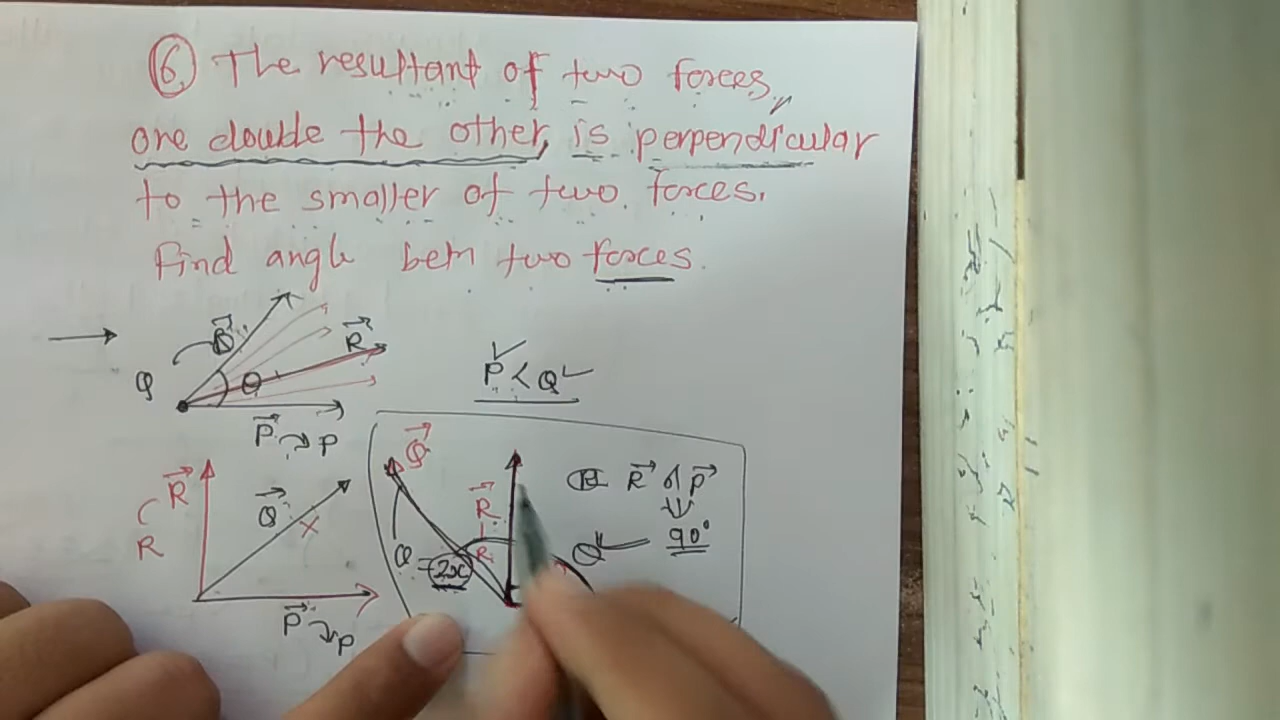 ⑥ The resultant of two forces,
one double the other, is perpendicular
to the smaller of two forces.
Find angle betn two forces.
R⃗
Q
θ
P⃗ P
P < Q
R⃗
R
Q⃗
P⃗ P
Q⃗
R⃗
R
Q = 2x
R⃗ P⃗
90°